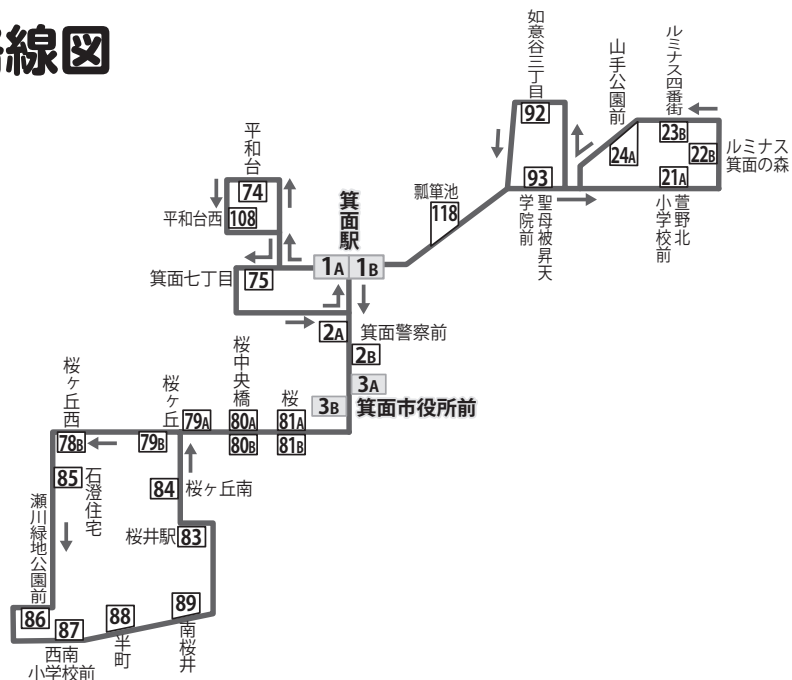 線図
如意谷三丁目
山手公園前
ルミナス四番街
92
23B
24A
22B
ルミナス
箕面の森
93
21A
聖母被昇天
学院前
萱野北
小学校前
瓢箪池
118
平和台
74
平和台西
108
箕面駅
1A
1B
箕面七丁目
75
2A
箕面警察前
2B
3A
3B
箕面市役所前
桜ヶ丘西
桜ヶ丘
桜中央橋
桜
79A
80A
81A
78B
79B
80B
81B
85
石澄住宅
84
桜ヶ丘南
桜井駅
83
瀬川緑地公園前
86
87
西南
小学校前
88
半町
89
南桜井